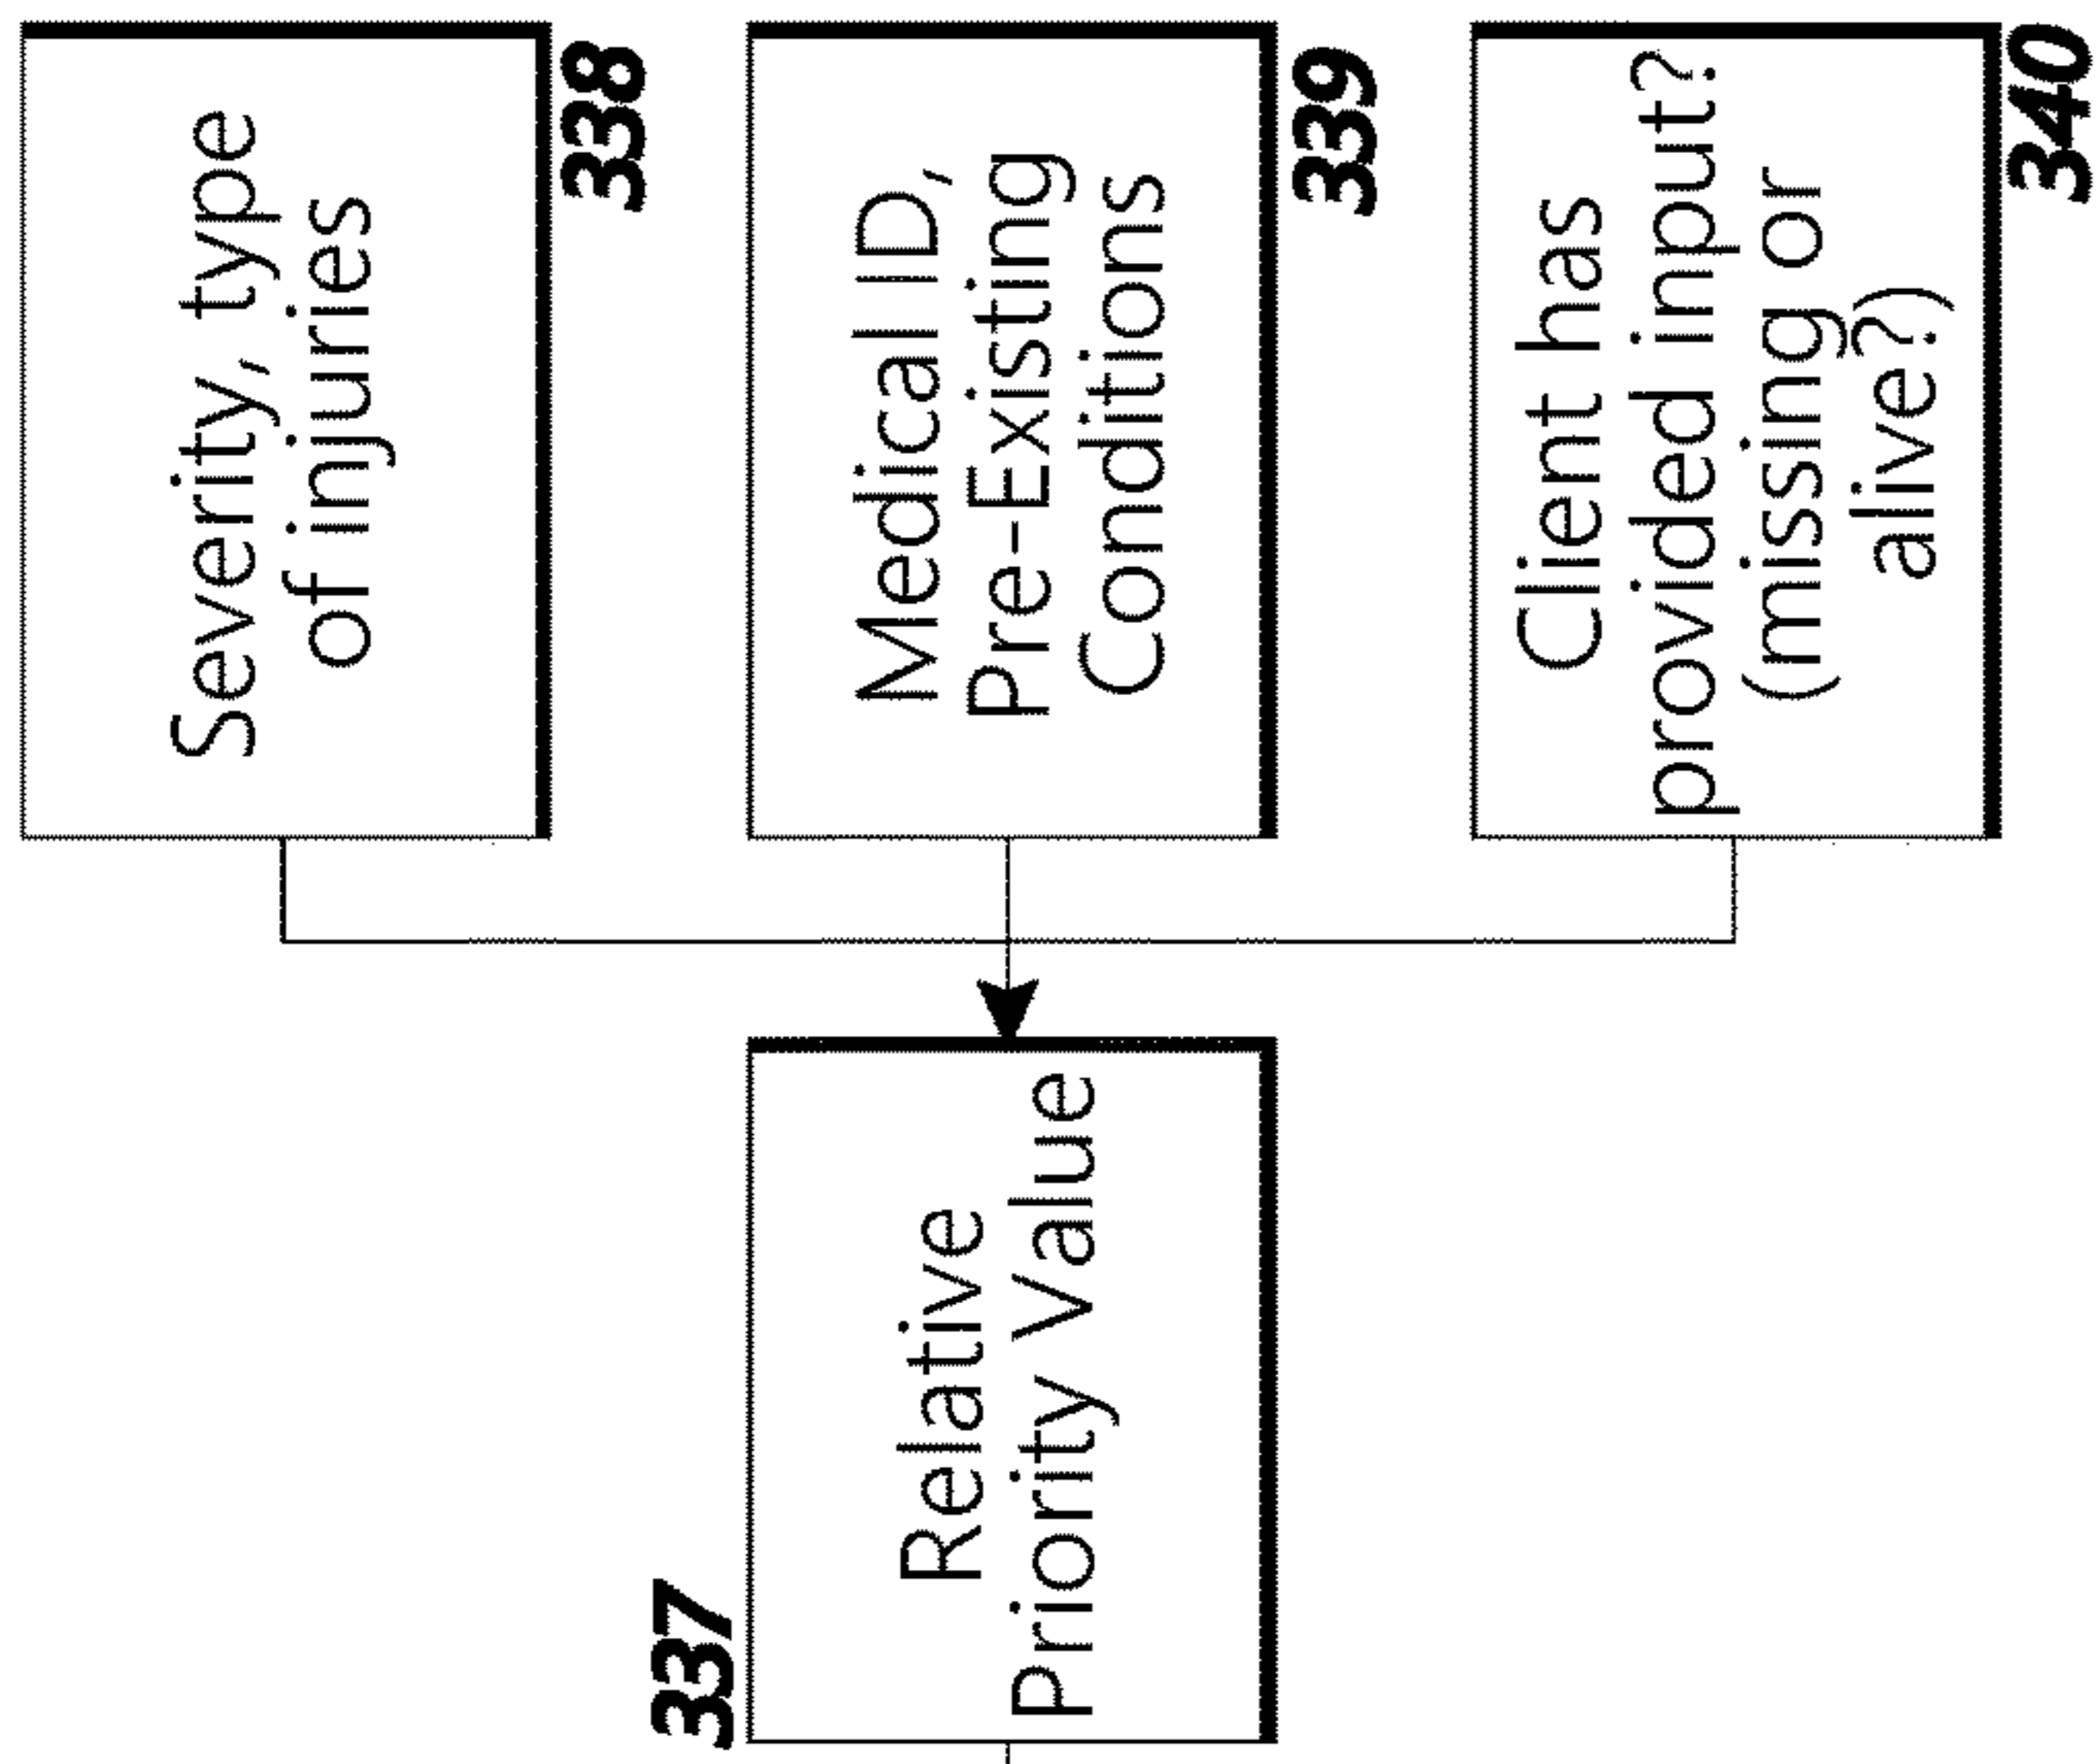 Severity, type
of injuries
338
Medical ID,
Pre-Existing
Conditions
339
Client has
provided input?
(missing or
alive?)
340
337
Relative
Priority Value